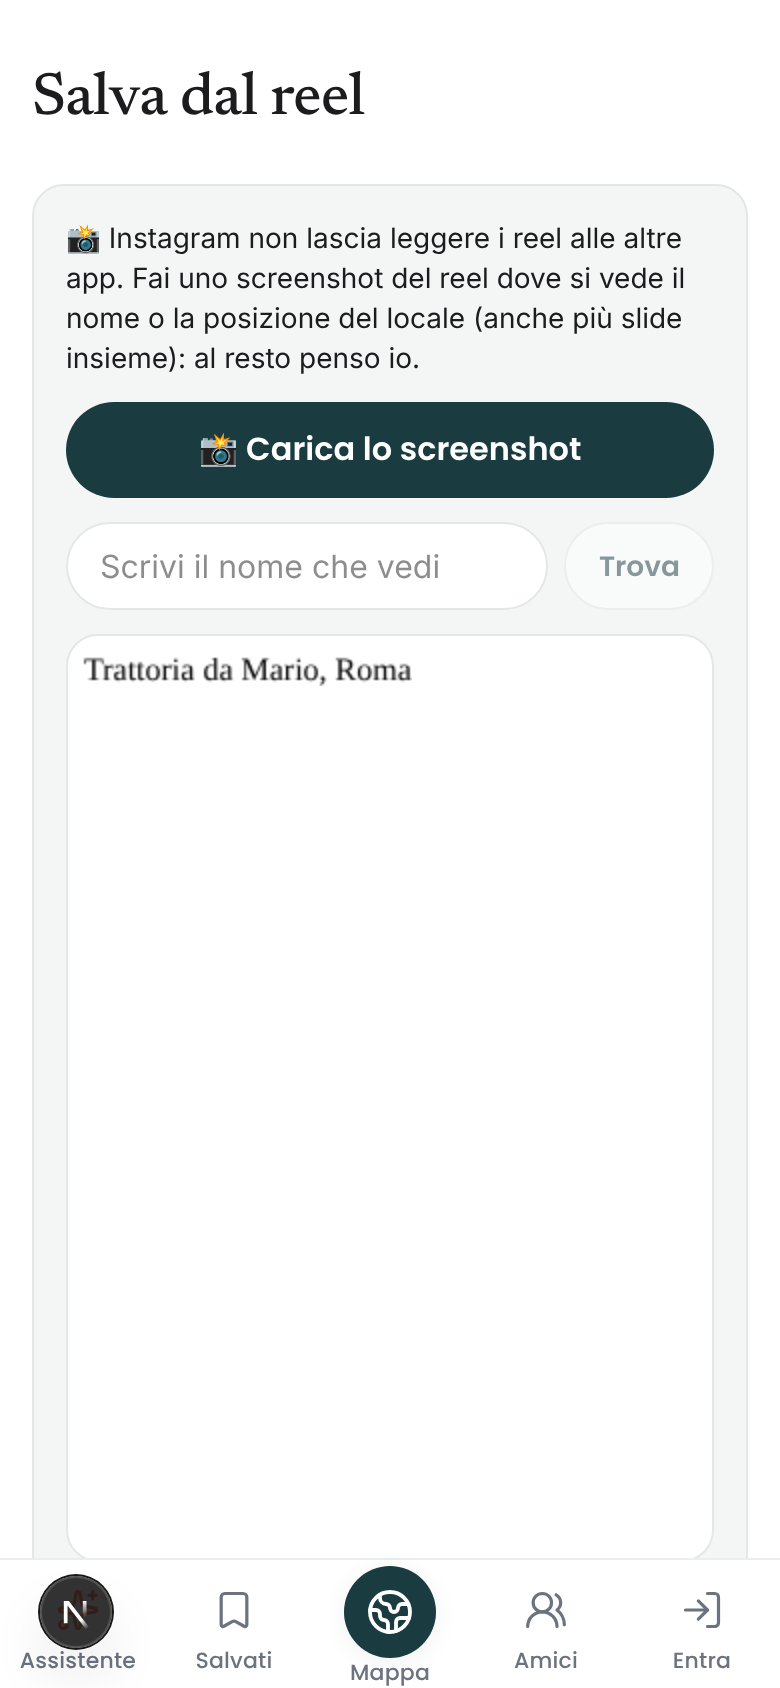 Salva dal reel
📸 Instagram non lascia leggere i reel alle altre
app. Fai uno screenshot del reel dove si vede il
nome o la posizione del locale (anche più slide
insieme): al resto penso io.
📸 Carica lo screenshot
Scrivi il nome che vedi
Trova
Trattoria da Mario, Roma
N
Assistente
Salvati
Mappa
Amici
Entra